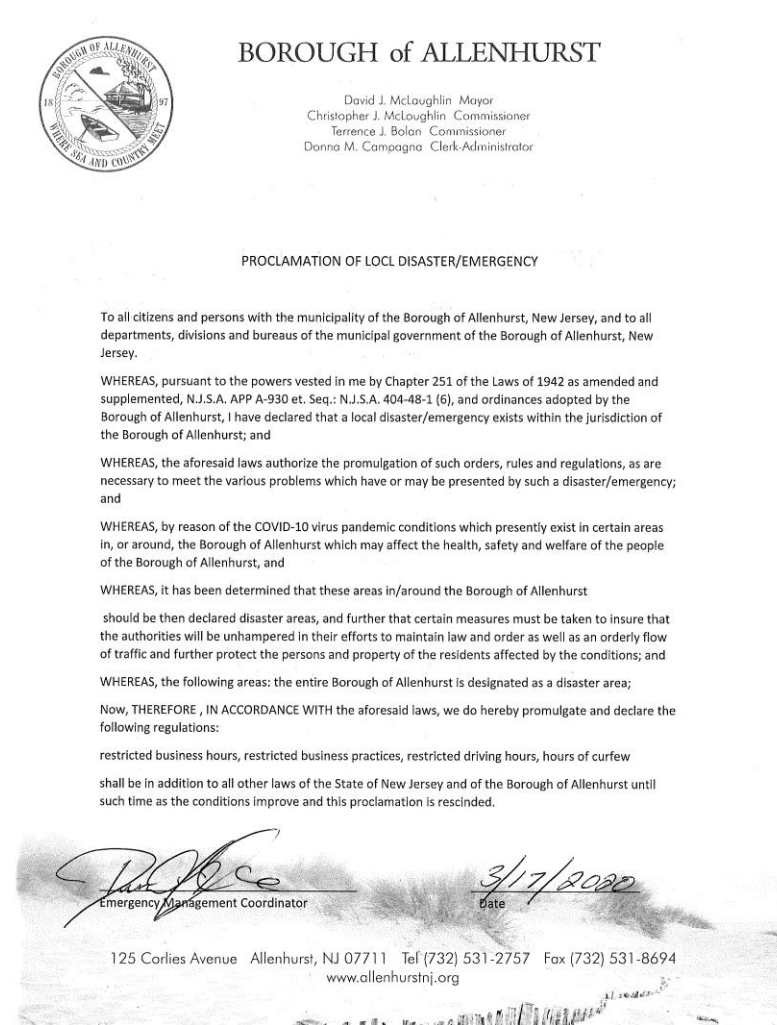 BOROUGH OF ALLENHURST
18 97
WHERE SEA AND COUNTRY MEET
BOROUGH of ALLENHURST
David J. McLaughlin Mayor
Christopher J. McLoughlin Commissioner
Terrence J. Bolan Commissioner
Donna M. Campagna Clerk-Administrator
PROCLAMATION OF LOCL DISASTER/EMERGENCY
To all citizens and persons with the municipality of the Borough of Allenhurst, New Jersey, and to all
departments, divisions and bureaus of the municipal government of the Borough of Allenhurst, New
Jersey.
WHEREAS, pursuant to the powers vested in me by Chapter 251 of the Laws of 1942 as amended and
supplemented, N.J.S.A. APP A-930 et. Seq.: N.J.S.A. 404-48-1 (6), and ordinances adopted by the
Borough of Allenhurst, I have declared that a local disaster/emergency exists within the jurisdiction of
the Borough of Allenhurst; and
WHEREAS, the aforesaid laws authorize the promulgation of such orders, rules and regulations, as are
necessary to meet the various problems which have or may be presented by such a disaster/emergency;
and
WHEREAS, by reason of the COVID-10 virus pandemic conditions which presently exist in certain areas
in, or around, the Borough of Allenhurst which may affect the health, safety and welfare of the people
of the Borough of Allenhurst, and
WHEREAS, it has been determined that these areas in/around the Borough of Allenhurst
should be then declared disaster areas, and further that certain measures must be taken to insure that
the authorities will be unhampered in their efforts to maintain law and order as well as an orderly flow
of traffic and further protect the persons and property of the residents affected by the conditions; and
WHEREAS, the following areas: the entire Borough of Allenhurst is designated as a disaster area;
Now, THEREFORE , IN ACCORDANCE WITH the aforesaid laws, we do hereby promulgate and declare the
following regulations:
restricted business hours, restricted business practices, restricted driving hours, hours of curfew
shall be in addition to all other laws of the State of New Jersey and of the Borough of Allenhurst until
such time as the conditions improve and this proclamation is rescinded.
3/17/2020
Emergency Management Coordinator Date
125 Corlies Avenue Allenhurst, NJ 07711 Tel (732) 531-2757 Fax (732) 531-8694
www.allenhurstnj.org